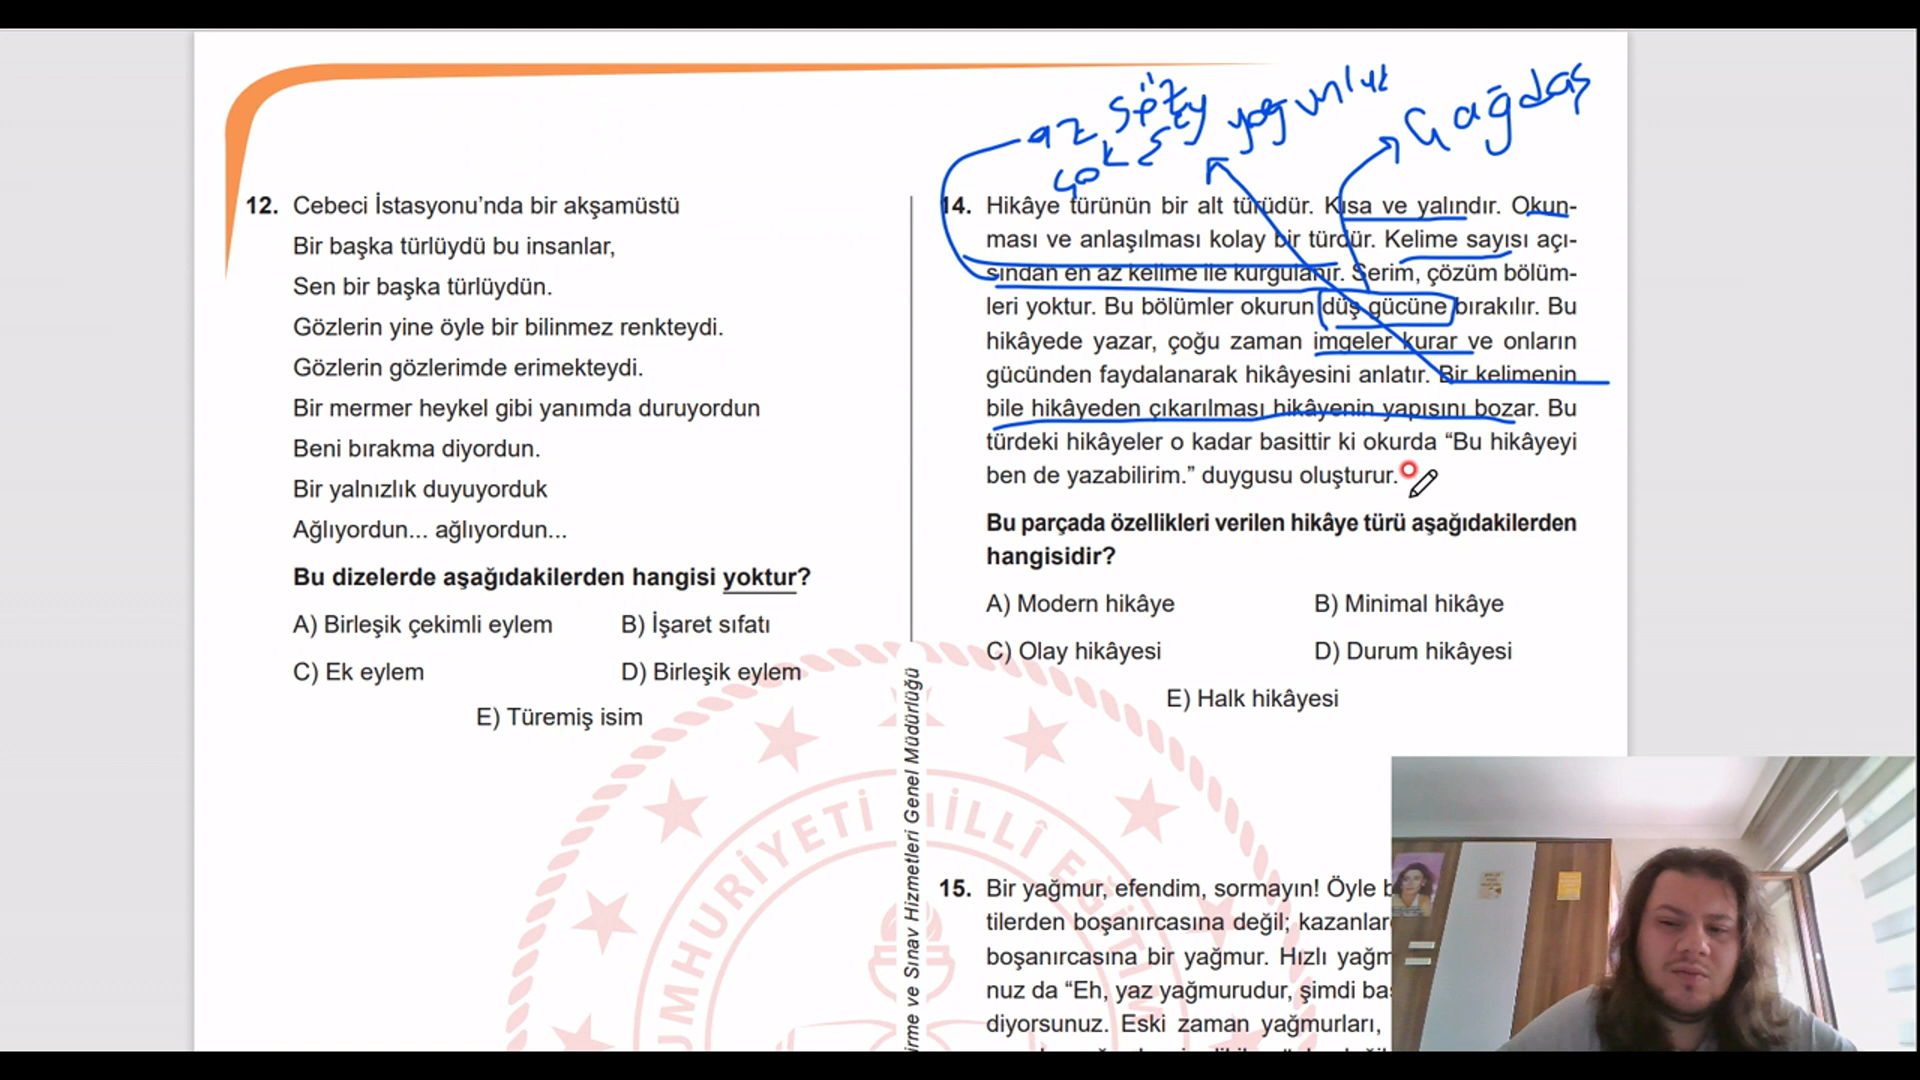 az söz yoğunluk Çağdaş
çok şey
12. Cebeci İstasyonu’nda bir akşamüstü
Bir başka türlüydü bu insanlar,
Sen bir başka türlüydün.
Gözlerin yine öyle bir bilinmez renkteydi.
Gözlerin gözlerimde erimekteydi.
Bir mermer heykel gibi yanımda duruyordun
Beni bırakma diyordun.
Bir yalnızlık duyuyorduk
Ağlıyordun... ağlıyordun...
Bu dizelerde aşağıdakilerden hangisi yoktur?
A) Birleşik çekimli eylem B) İşaret sıfatı
C) Ek eylem D) Birleşik eylem
E) Türemiş isim
irme ve Sınav Hizmetleri Genel Müdürlüğü
UMHURİYETİ MİLLÎ EĞİTİM
14. Hikâye türünün bir alt türüdür. Kısa ve yalındır. Okun-
ması ve anlaşılması kolay bir türdür. Kelime sayısı açı-
sından en az kelime ile kurgulanır. Serim, çözüm bölüm-
leri yoktur. Bu bölümler okurun düş gücüne bırakılır. Bu
hikâyede yazar, çoğu zaman imgeler kurar ve onların
gücünden faydalanarak hikâyesini anlatır. Bir kelimenin
bile hikâyeden çıkarılması hikâyenin yapısını bozar. Bu
türdeki hikâyeler o kadar basittir ki okurda “Bu hikâyeyi
ben de yazabilirim.” duygusu oluşturur.
Bu parçada özellikleri verilen hikâye türü aşağıdakilerden
hangisidir?
A) Modern hikâye B) Minimal hikâye
C) Olay hikâyesi D) Durum hikâyesi
E) Halk hikâyesi
15. Bir yağmur, efendim, sormayın! Öyle b
tilerden boşanırcasına değil; kazanlar
boşanırcasına bir yağmur. Hızlı yağm
nuz da “Eh, yaz yağmurudur, şimdi ba
diyorsunuz. Eski zaman yağmurları,